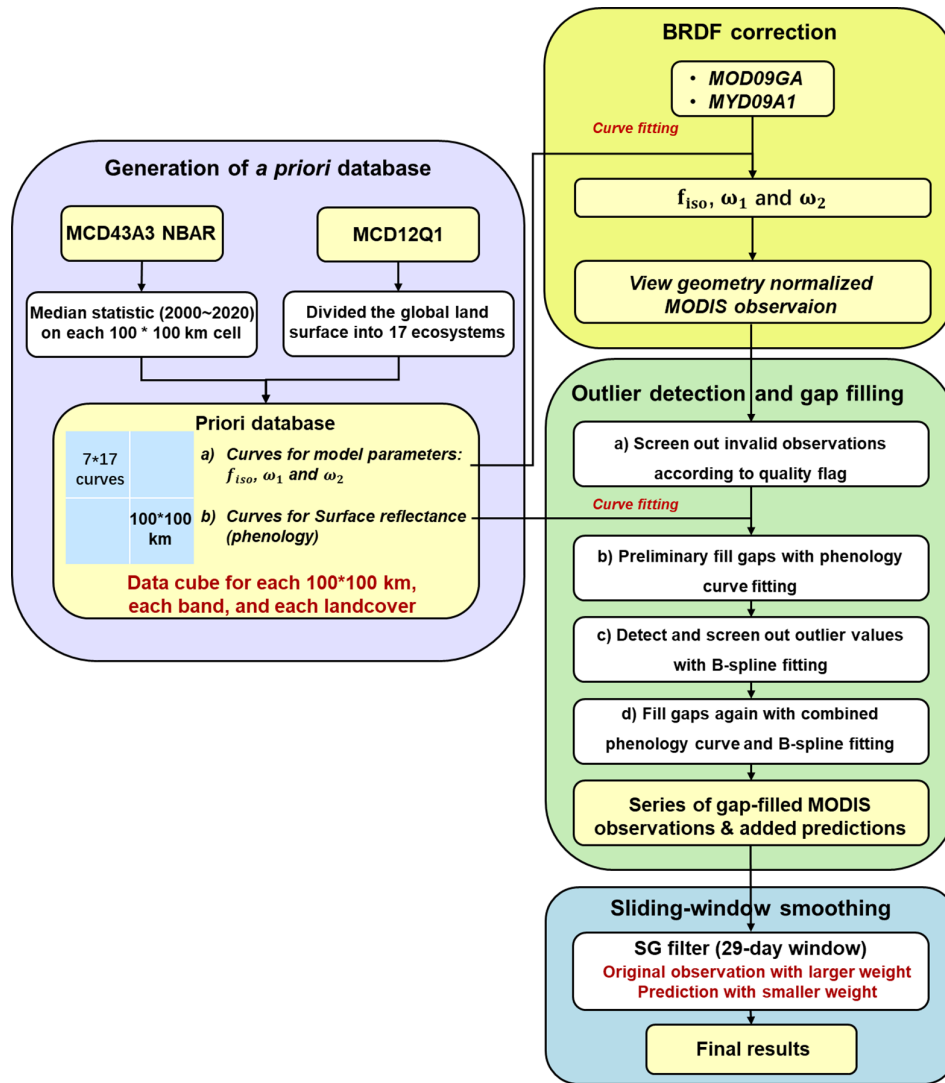 Generation of a priori database
MCD43A3 NBAR
MCD12Q1
Median statistic (2000~2020)
on each 100 * 100 km cell
Divided the global land
surface into 17 ecosystems
Priori database
7*17
curves
100*100
km
a) Curves for model parameters:
f_iso, ω₁ and ω₂
b) Curves for Surface reflectance
(phenology)
Data cube for each 100*100 km,
each band, and each landcover
BRDF correction
• MOD09GA
• MYD09A1
Curve fitting
f_iso, ω₁ and ω₂
View geometry normalized
MODIS observaion
Outlier detection and gap filling
a) Screen out invalid observations
according to quality flag
Curve fitting
b) Preliminary fill gaps with phenology
curve fitting
c) Detect and screen out outlier values
with B-spline fitting
d) Fill gaps again with combined
phenology curve and B-spline fitting
Series of gap-filled MODIS
observations & added predictions
Sliding-window smoothing
SG filter (29-day window)
Original observation with larger weight
Prediction with smaller weight
Final results